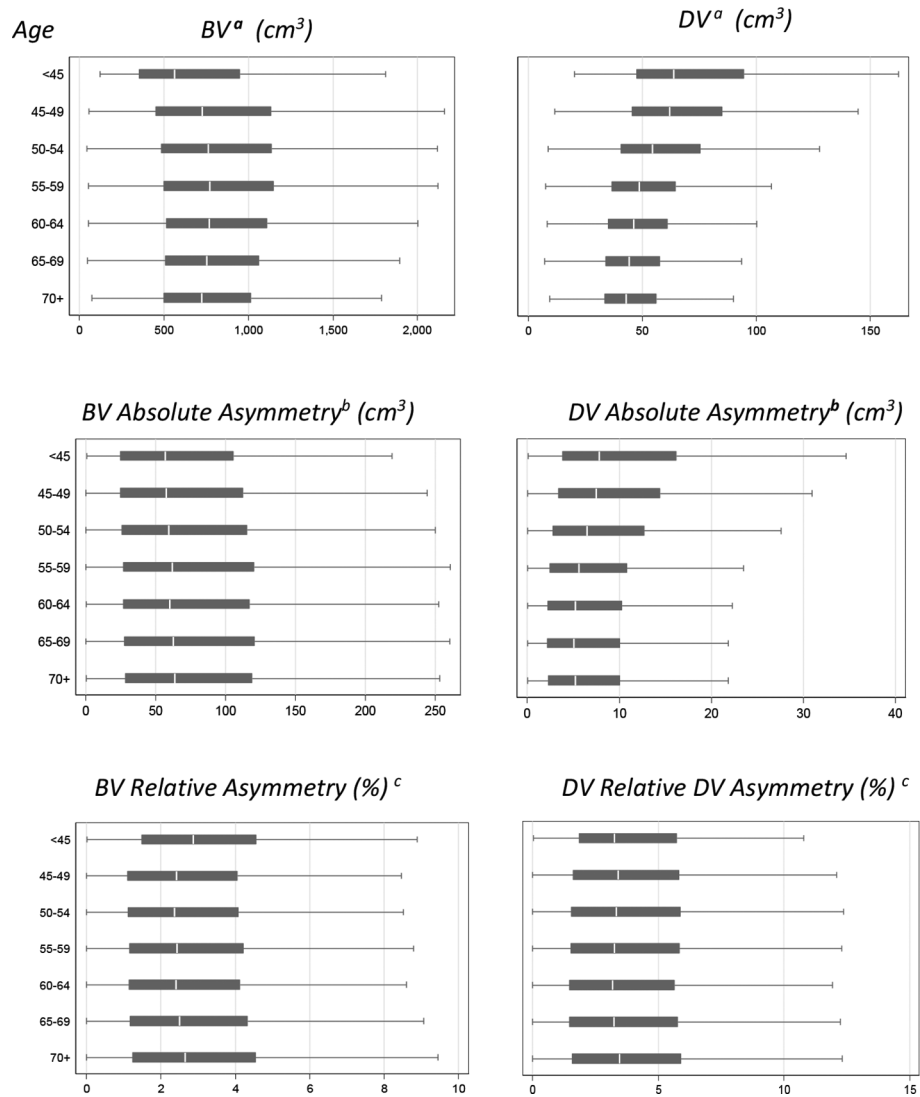 Age
BVᵃ (cm³)
DVᵃ (cm³)
<45
45-49
50-54
55-59
60-64
65-69
70+
0 500 1,000 1,500 2,000
0 50 100 150
BV Absolute Asymmetryᵇ (cm³)
DV Absolute Asymmetryᵇ (cm³)
<45
45-49
50-54
55-59
60-64
65-69
70+
0 50 100 150 200 250
0 10 20 30 40
BV Relative Asymmetry (%) ᶜ
DV Relative DV Asymmetry (%) ᶜ
<45
45-49
50-54
55-59
60-64
65-69
70+
0 2 4 6 8 10
0 5 10 15